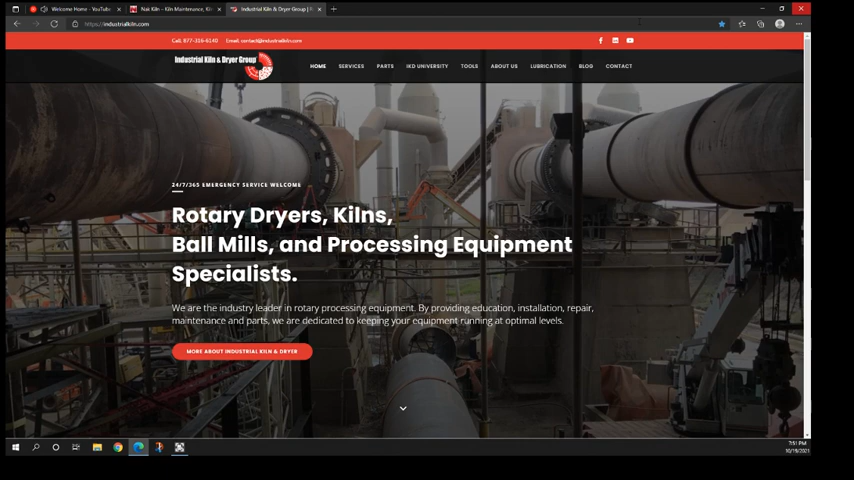 Welcome Home - YouTube
Nak Kiln – Kiln Maintenance, Kil
Industrial Kiln & Dryer Group | R
https://industrialkiln.com
Call: 877-316-6140 Email: contact@industrialkiln.com
Industrial Kiln & Dryer Group
HOME SERVICES PARTS IKD UNIVERSITY TOOLS ABOUT US LUBRICATION BLOG CONTACT
24/7/365 EMERGENCY SERVICE WELCOME
Rotary Dryers, Kilns,
Ball Mills, and Processing Equipment
Specialists.
We are the industry leader in rotary processing equipment. By providing education, installation, repair,
maintenance and parts, we are dedicated to keeping your equipment running at optimal levels.
MORE ABOUT INDUSTRIAL KILN & DRYER
7:51 PM
10/19/2021